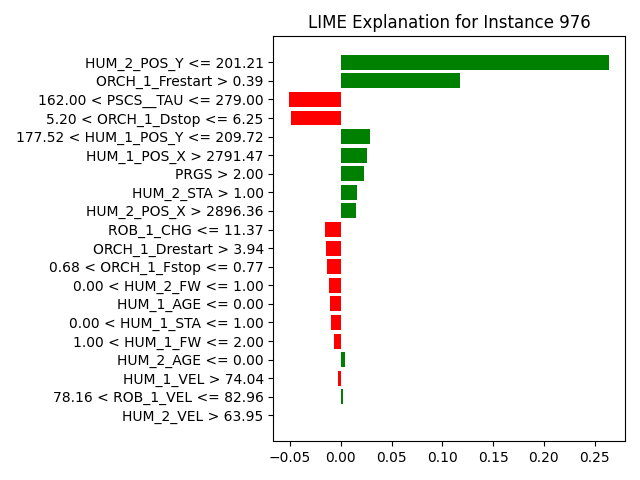 LIME Explanation for Instance 976
HUM_2_POS_Y <= 201.21
ORCH_1_Frestart > 0.39
162.00 < PSCS__TAU <= 279.00
5.20 < ORCH_1_Dstop <= 6.25
177.52 < HUM_1_POS_Y <= 209.72
HUM_1_POS_X > 2791.47
PRGS > 2.00
HUM_2_STA > 1.00
HUM_2_POS_X > 2896.36
ROB_1_CHG <= 11.37
ORCH_1_Drestart > 3.94
0.68 < ORCH_1_Fstop <= 0.77
0.00 < HUM_2_FW <= 1.00
HUM_1_AGE <= 0.00
0.00 < HUM_1_STA <= 1.00
1.00 < HUM_1_FW <= 2.00
HUM_2_AGE <= 0.00
HUM_1_VEL > 74.04
78.16 < ROB_1_VEL <= 82.96
HUM_2_VEL > 63.95
−0.05 0.00 0.05 0.10 0.15 0.20 0.25